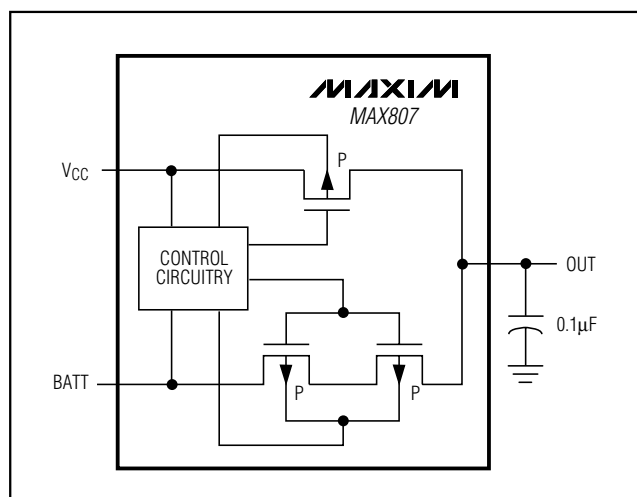 MAXIM
MAX807
P
VCC
CONTROL
CIRCUITRY
OUT
0.1µF
BATT
P
P